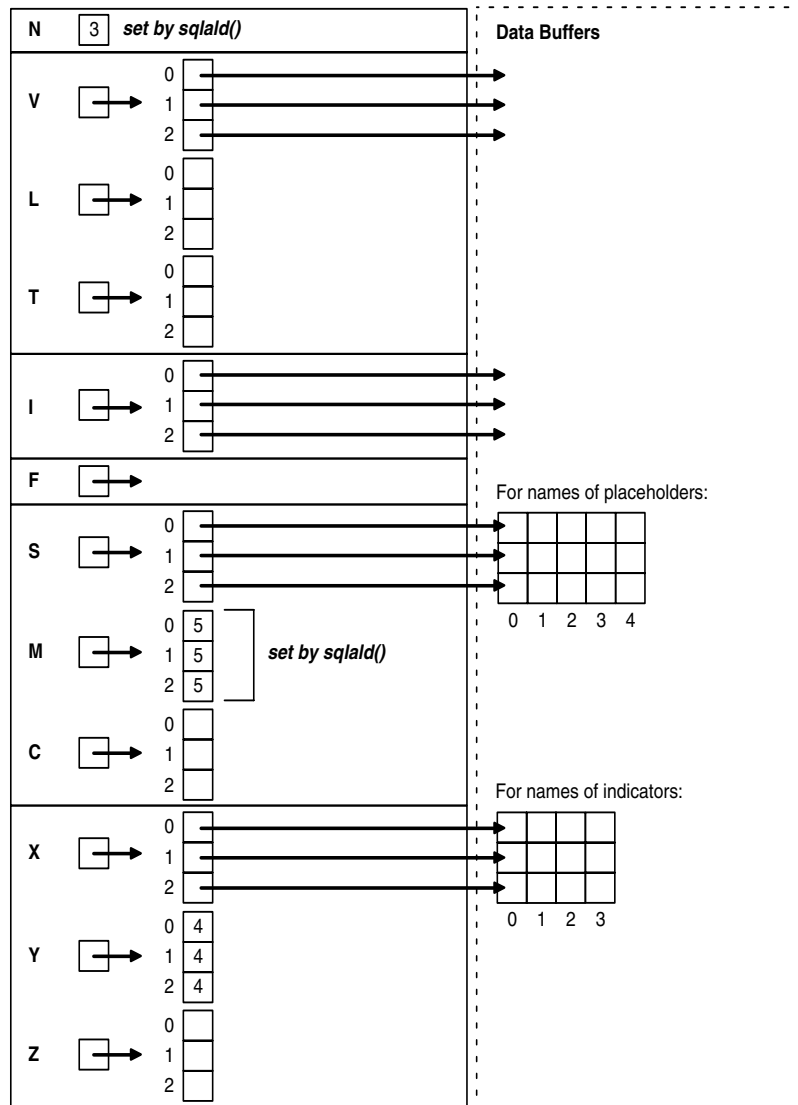 N 3 set by sqlald()
Data Buffers
0
V 1
2
0
L 1
2
0
T 1
2
0
I 1
2
F
For names of placeholders:
0
S 1
2
0 1 2 3 4
0 5
M 1 5 set by sqlald()
2 5
0
C 1
2
For names of indicators:
0
X 1
2
0 1 2 3
0 4
Y 1 4
2 4
0
Z 1
2